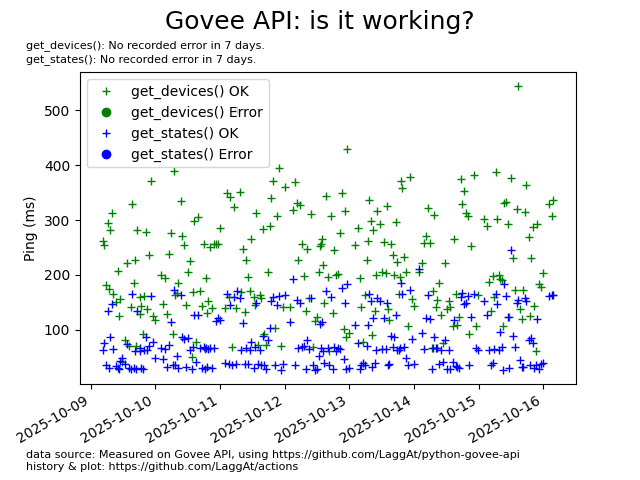 Govee API: is it working?
get_devices(): No recorded error in 7 days.
get_states(): No recorded error in 7 days.
get_devices() OK
get_devices() Error
get_states() OK
get_states() Error
Ping (ms)
500
400
300
200
100
2025-10-09
2025-10-10
2025-10-11
2025-10-12
2025-10-13
2025-10-14
2025-10-15
2025-10-16
data source: Measured on Govee API, using https://github.com/LaggAt/python-govee-api
history & plot: https://github.com/LaggAt/actions